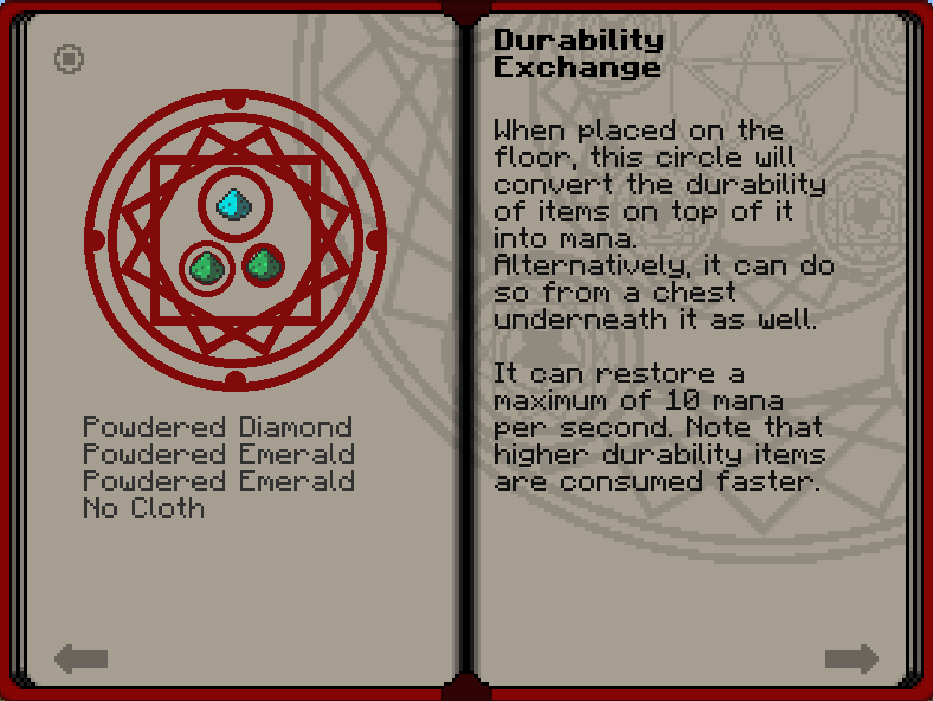 Powdered Diamond
Powdered Emerald
Powdered Emerald
No Cloth
Durability
Exchange
When placed on the
floor, this circle will
convert the durability
of items on top of it
into mana.
Alternatively, it can do
so from a chest
underneath it as well.
It can restore a
maximum of 10 mana
per second. Note that
higher durability items
are consumed faster.